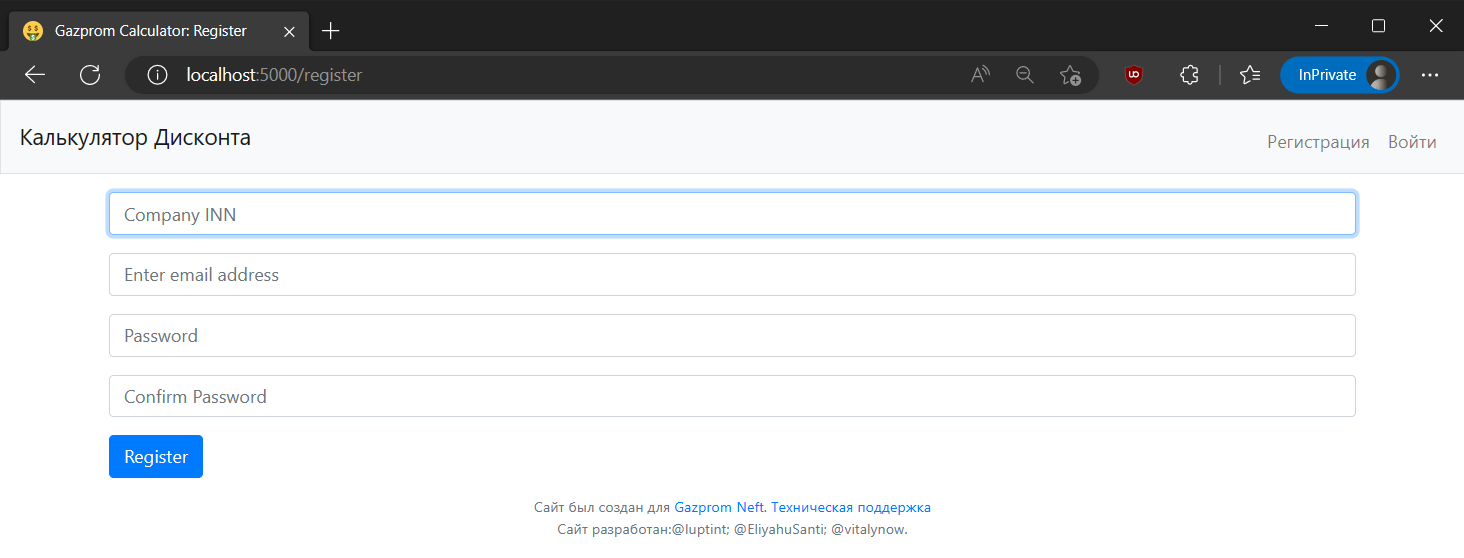 Gazprom Calculator: Register
localhost:5000/register
InPrivate
Калькулятор Дисконта
Регистрация Войти
Company INN
Enter email address
Password
Confirm Password
Register
Сайт был создан для Gazprom Neft. Техническая поддержка
Сайт разработан:@luptint; @EliyahuSanti; @vitalynow.